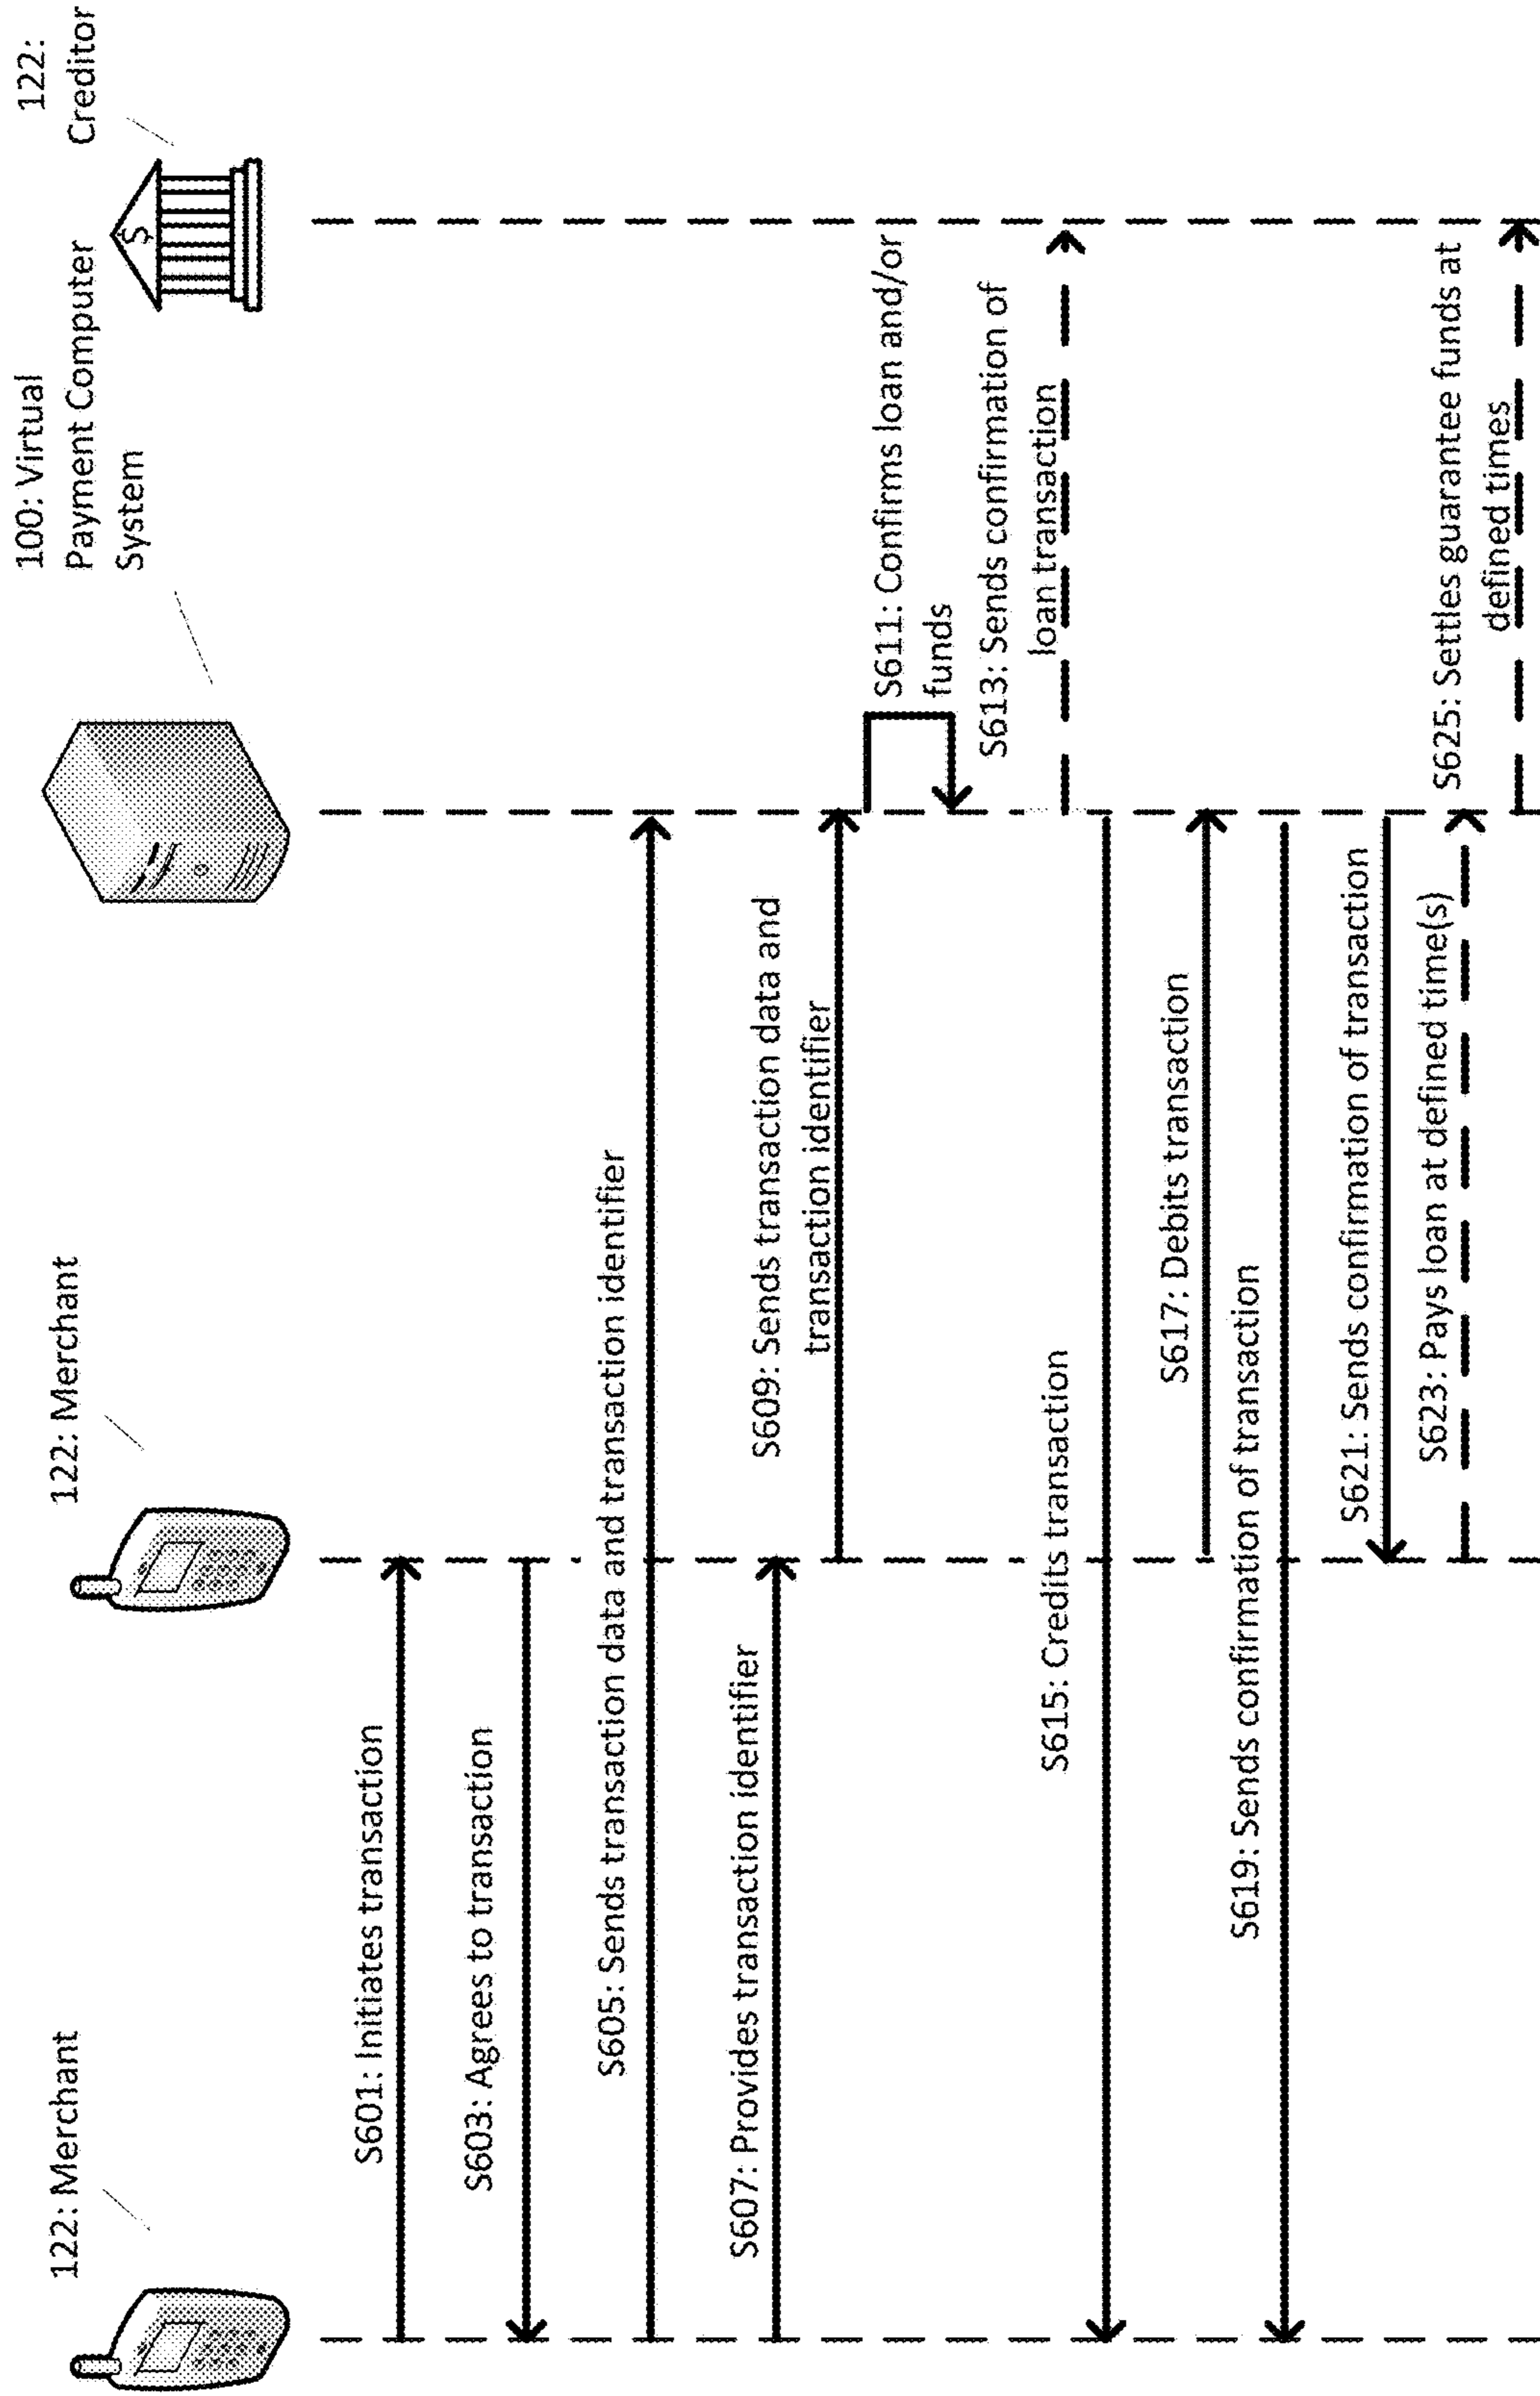 122: Merchant
122: Merchant
100: Virtual
Payment Computer
System
122:
Creditor
$
S601: Initiates transaction
S603: Agrees to transaction
S605: Sends transaction data and transaction identifier
S607: Provides transaction identifier
S609: Sends transaction data and
transaction identifier
S611: Confirms loan and/or
funds
S613: Sends confirmation of
loan transaction
S615: Credits transaction
S617: Debits transaction
S619: Sends confirmation of transaction
S621: Sends confirmation of transaction
S623: Pays loan at defined time(s)
S625: Settles guarantee funds at
defined times